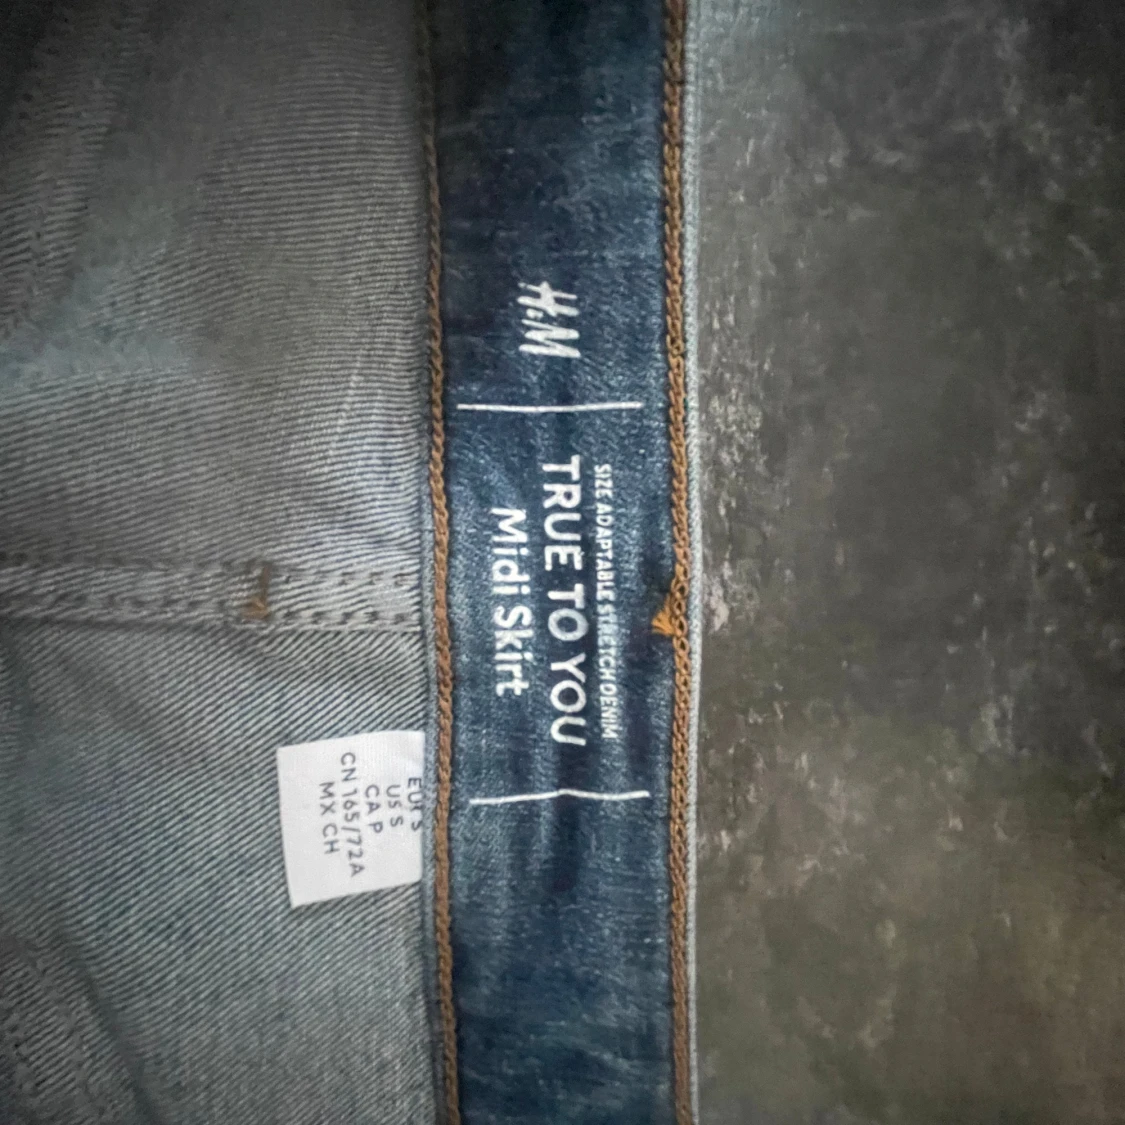 H&M
SIZE ADAPTABLE STRETCH DENIM
TRUE TO YOU
Midi Skirt
EUR S
US S
CA P
CN 165/72A
MX CH